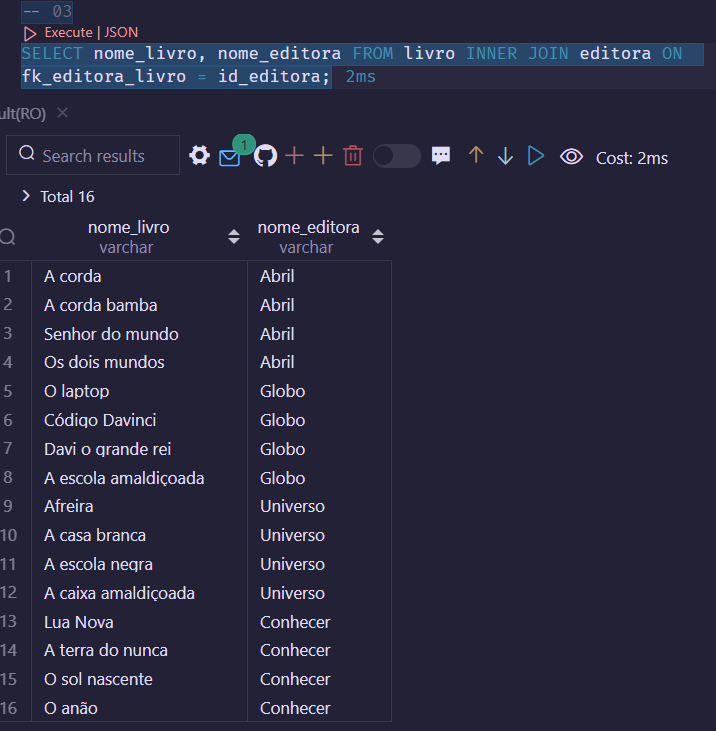 -- 03
Execute | JSON
SELECT nome_livro, nome_editora FROM livro INNER JOIN editora ON
fk_editora_livro = id_editora; 2ms
ult(RO)
Search results 1 Cost: 2ms
Total 16
nome_livro nome_editora
varchar varchar
1 A corda Abril
2 A corda bamba Abril
3 Senhor do mundo Abril
4 Os dois mundos Abril
5 O laptop Globo
6 Código Davinci Globo
7 Davi o grande rei Globo
8 A escola amaldiçoada Globo
9 Afreira Universo
10 A casa branca Universo
11 A escola negra Universo
12 A caixa amaldiçoada Universo
13 Lua Nova Conhecer
14 A terra do nunca Conhecer
15 O sol nascente Conhecer
16 O anão Conhecer